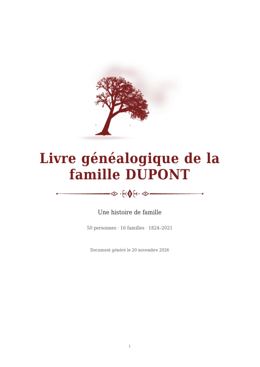 Livre généalogique de la
famille DUPONT
Une histoire de famille
50 personnes · 16 familles · 1824–2021
Document généré le 20 novembre 2026
1